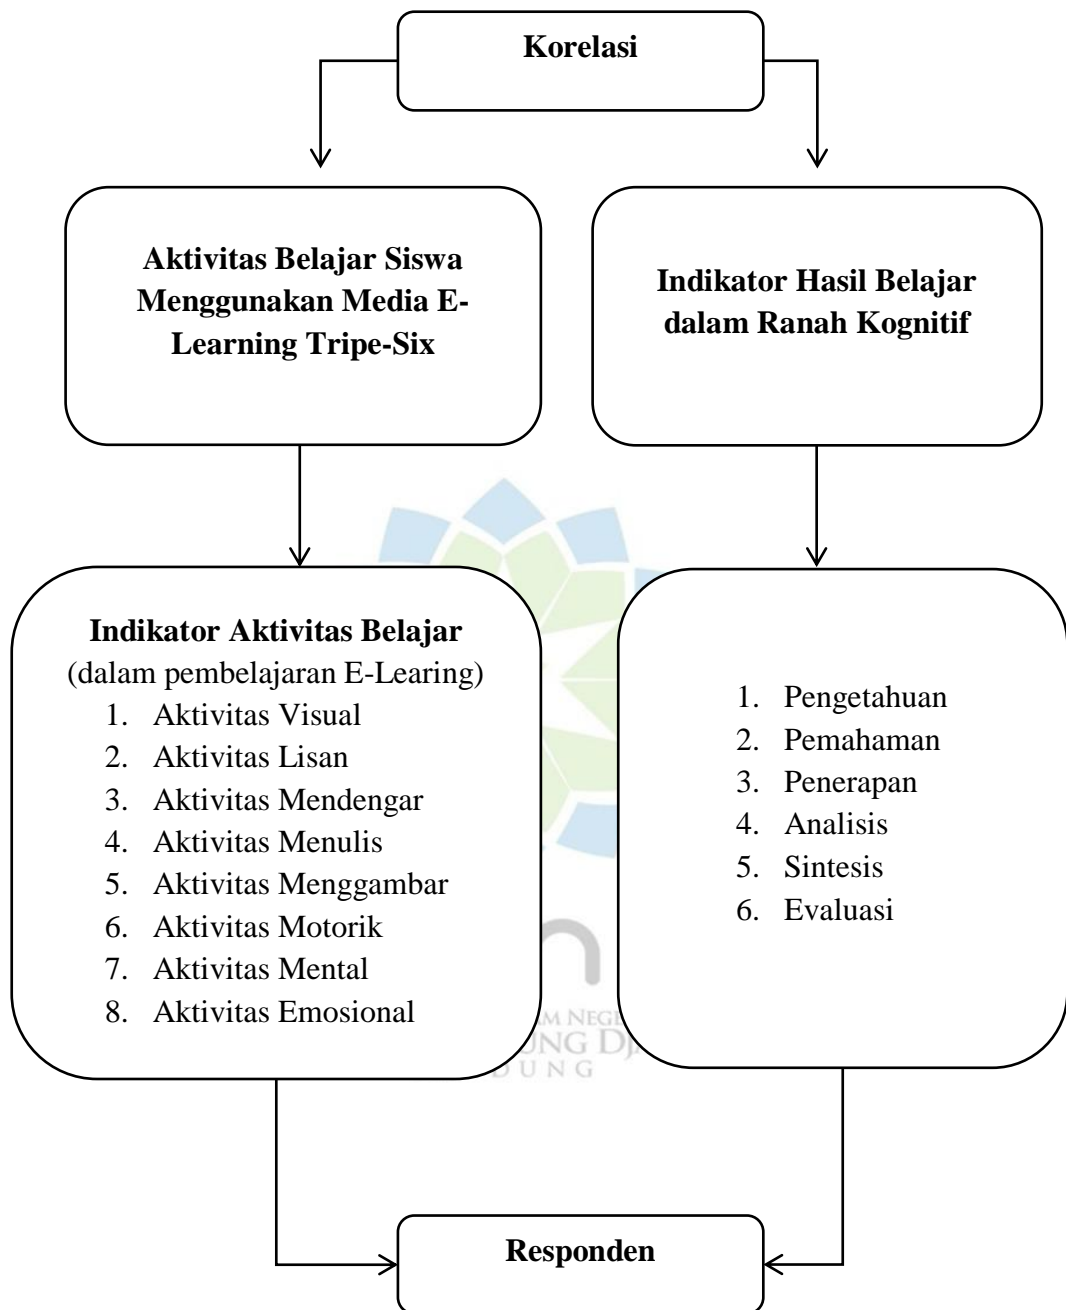 Korelasi
Aktivitas Belajar Siswa
Menggunakan Media E-
Learning Tripe-Six
Indikator Hasil Belajar
dalam Ranah Kognitif
Indikator Aktivitas Belajar
(dalam pembelajaran E-Learing)
1. Aktivitas Visual
2. Aktivitas Lisan
3. Aktivitas Mendengar
4. Aktivitas Menulis
5. Aktivitas Menggambar
6. Aktivitas Motorik
7. Aktivitas Mental
8. Aktivitas Emosional
1. Pengetahuan
2. Pemahaman
3. Penerapan
4. Analisis
5. Sintesis
6. Evaluasi
Responden